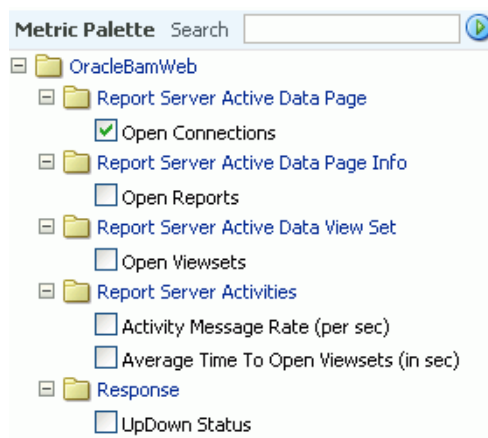 Metric Palette Search
OracleBamWeb
Report Server Active Data Page
Open Connections
Report Server Active Data Page Info
Open Reports
Report Server Active Data View Set
Open Viewsets
Report Server Activities
Activity Message Rate (per sec)
Average Time To Open Viewsets (in sec)
Response
UpDown Status